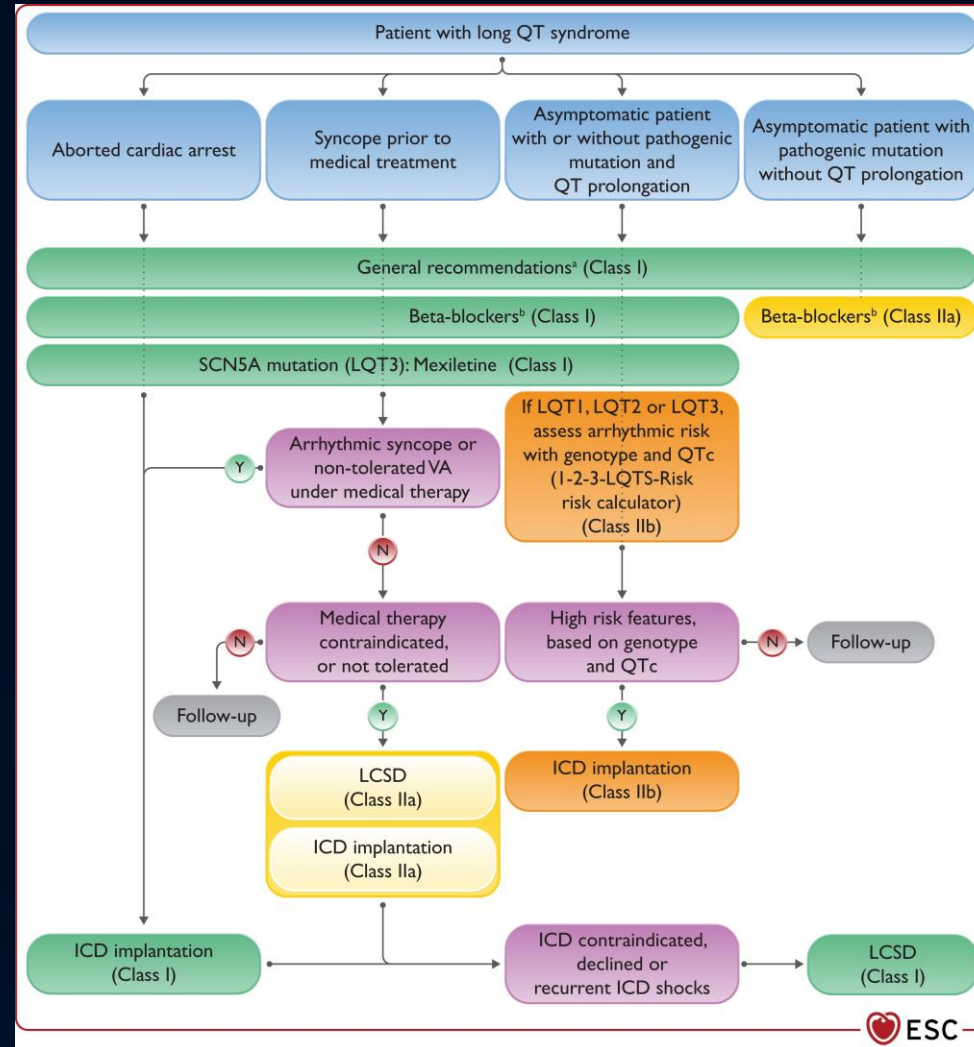 Patient with long QT syndrome
Aborted cardiac arrest
Syncope prior to
medical treatment
Asymptomatic patient
with or without pathogenic
mutation and
QT prolongation
Asymptomatic patient with
pathogenic mutation
without QT prolongation
General recommendationsᵃ (Class I)
Beta-blockersᵇ (Class I)
Beta-blockersᵇ (Class IIa)
SCN5A mutation (LQT3): Mexiletine (Class I)
Arrhythmic syncope or
non-tolerated VA
under medical therapy
Y
N
If LQT1, LQT2 or LQT3,
assess arrhythmic risk
with genotype and QTc
(1-2-3-LQTS-Risk
risk calculator)
(Class IIb)
Medical therapy
contraindicated,
or not tolerated
N
Follow-up
Y
High risk features,
based on genotype
and QTc
N
Follow-up
Y
LCSD
(Class IIa)
ICD implantation
(Class IIa)
ICD implantation
(Class IIb)
ICD implantation
(Class I)
ICD contraindicated,
declined or
recurrent ICD shocks
LCSD
(Class I)
ESC